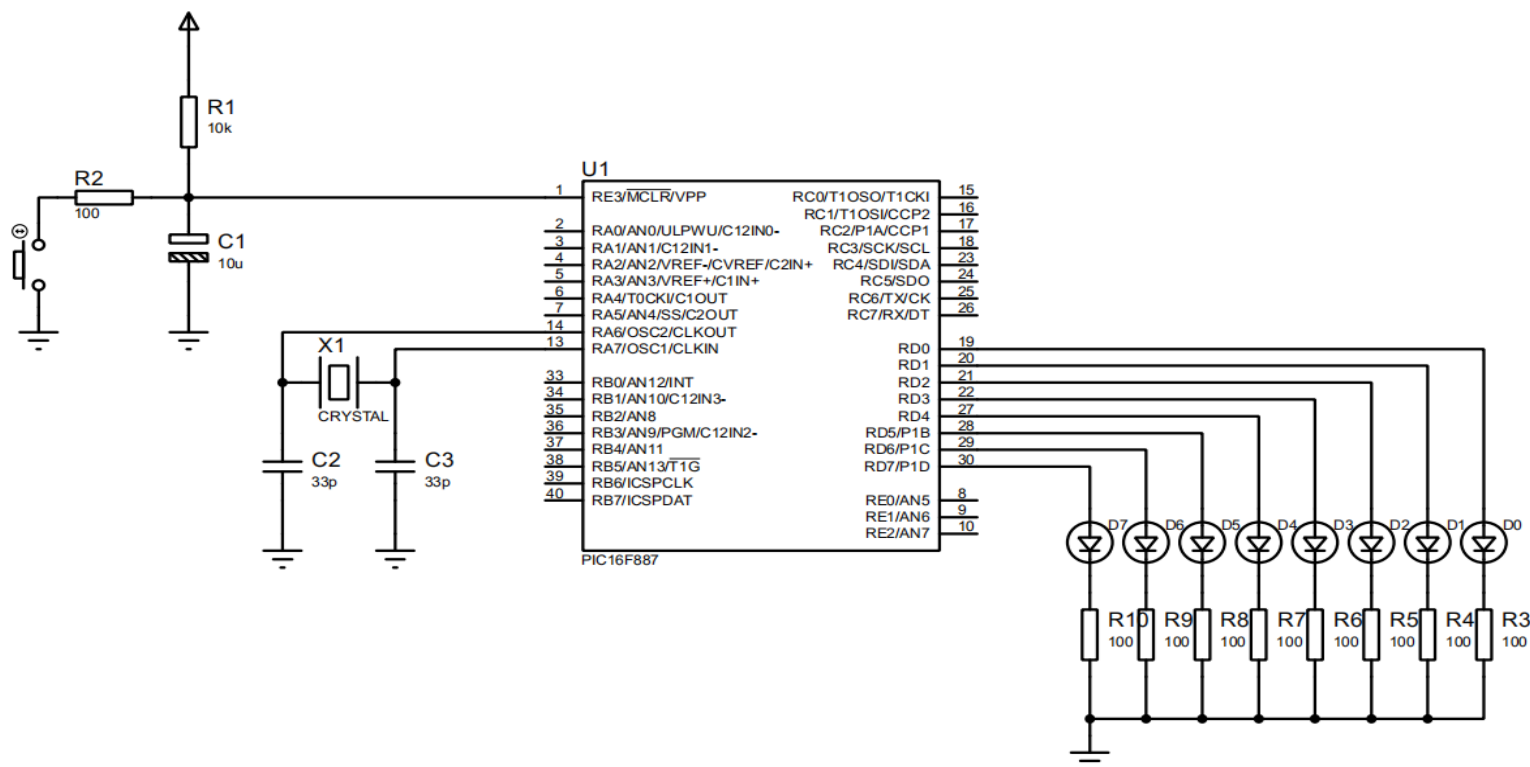 R1
10k
R2
100
C1
10u
U1
1
RE3/MCLR/VPP
2
RA0/AN0/ULPWU/C12IN0-
3
RA1/AN1/C12IN1-
4
RA2/AN2/VREF-/CVREF/C2IN+
5
RA3/AN3/VREF+/C1IN+
6
RA4/T0CKI/C1OUT
7
RA5/AN4/SS/C2OUT
14
RA6/OSC2/CLKOUT
13
RA7/OSC1/CLKIN
33
RB0/AN12/INT
34
RB1/AN10/C12IN3-
35
RB2/AN8
36
RB3/AN9/PGM/C12IN2-
37
RB4/AN11
38
RB5/AN13/T1G
39
RB6/ICSPCLK
40
RB7/ICSPDAT
RC0/T1OSO/T1CKI
15
RC1/T1OSI/CCP2
16
RC2/P1A/CCP1
17
RC3/SCK/SCL
18
RC4/SDI/SDA
23
RC5/SDO
24
RC6/TX/CK
25
RC7/RX/DT
26
RD0
19
RD1
20
RD2
21
RD3
22
RD4
27
RD5/P1B
28
RD6/P1C
29
RD7/P1D
30
RE0/AN5
8
RE1/AN6
9
RE2/AN7
10
PIC16F887
X1
CRYSTAL
C2
33p
C3
33p
D7
D6
D5
D4
D3
D2
D1
D0
R10
100
R9
100
R8
100
R7
100
R6
100
R5
100
R4
100
R3
100